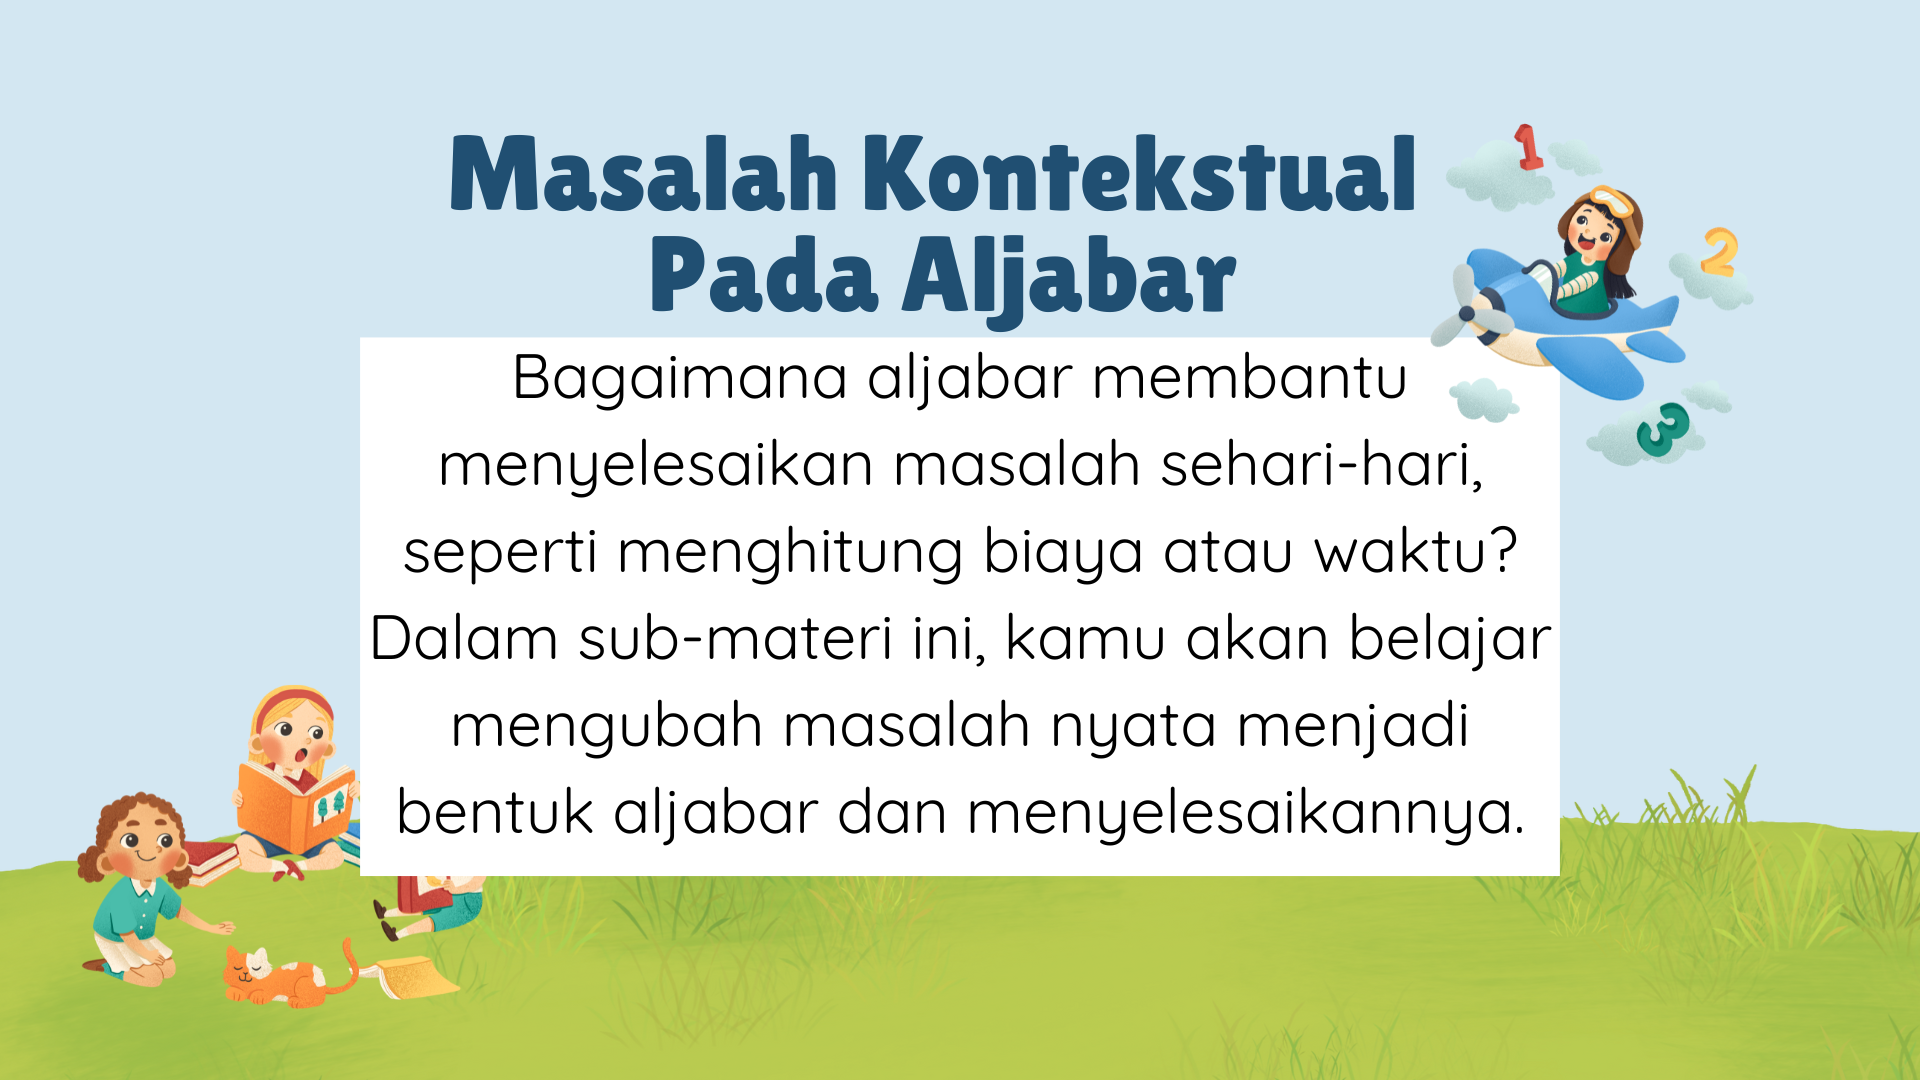 Masalah Kontekstual
Pada Aljabar
Bagaimana aljabar membantu
menyelesaikan masalah sehari-hari,
seperti menghitung biaya atau waktu?
Dalam sub-materi ini, kamu akan belajar
mengubah masalah nyata menjadi
bentuk aljabar dan menyelesaikannya.
1
2
3